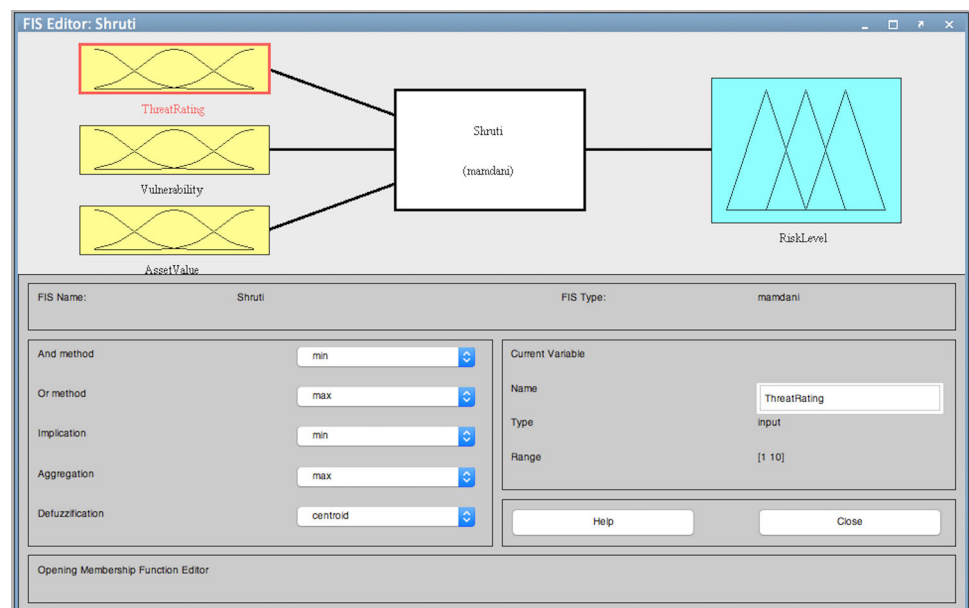 FIS Editor: Shruti
ThreatRating
Vulnerability
AssetValue
Shruti
(mamdani)
RiskLevel
FIS Name: Shruti FIS Type: mamdani
And method min
Or method max
Implication min
Aggregation max
Defuzzification centroid
Current Variable
Name ThreatRating
Type input
Range [1 10]
Help Close
Opening Membership Function Editor